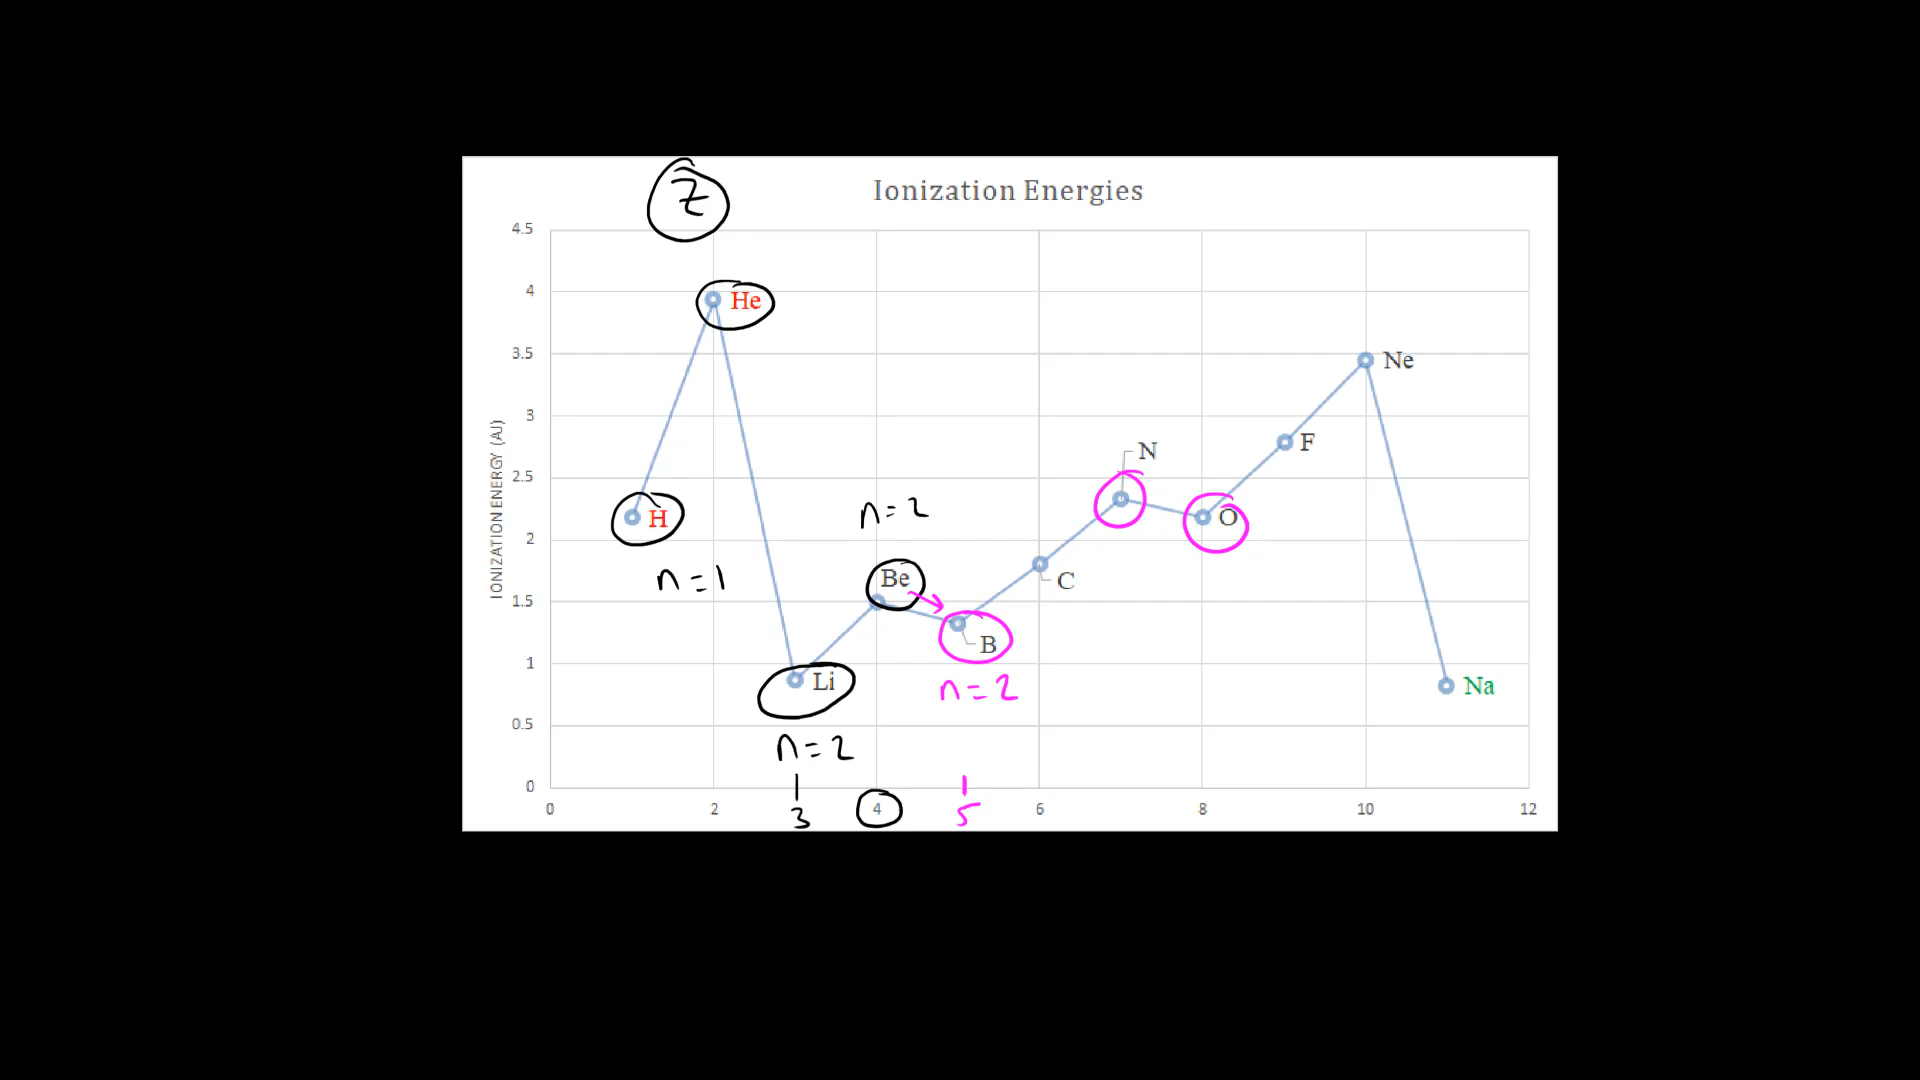 Z
Ionization Energies
4.5
He
4
3.5
Ne
3
F
N
2.5
n=2
H
O
2
IONIZATION ENERGY (AJ)
n=1
Be
C
1.5
B
1
Li
n=2
Na
0.5
n=2
0
0
2
3
4
5
6
8
10
12